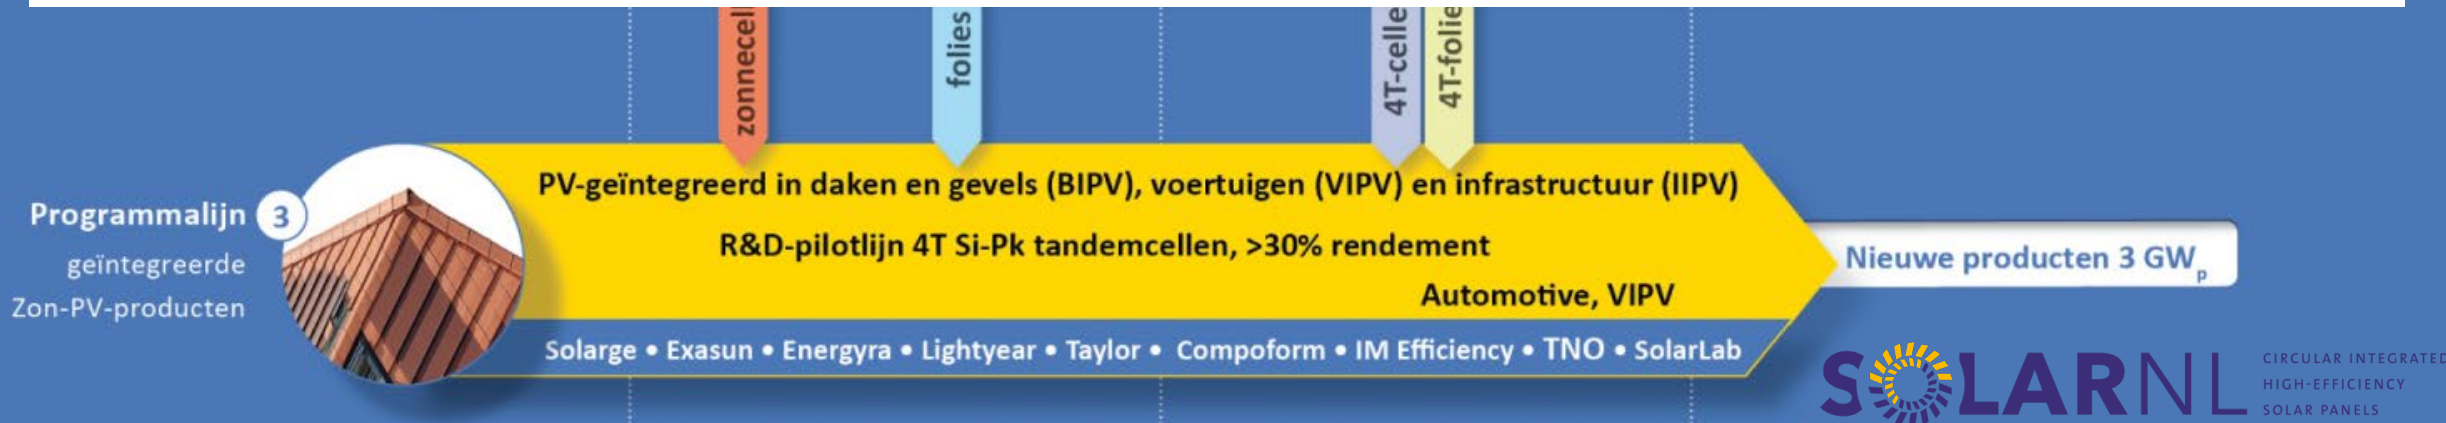 zonnecel
folies
4T-celle
4T-folie
PV-geïntegreerd in daken en gevels (BIPV), voertuigen (VIPV) en infrastructuur (IIPV)
Programmalijn 3
geïntegreerde
Zon-PV-producten
R&D-pilotlijn 4T Si-Pk tandemcellen, >30% rendement
Automotive, VIPV
Nieuwe producten 3 GWp
Solarge • Exasun • Energyra • Lightyear • Taylor • Compoform • IM Efficiency • TNO • SolarLab
SOLARNL
CIRCULAR INTEGRATED
HIGH-EFFICIENCY
SOLAR PANELS